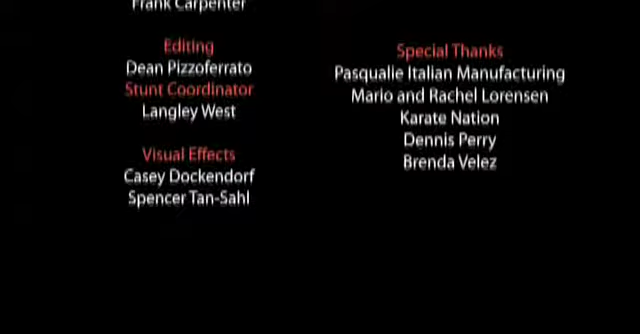 Frank Carpenter
Editing
Dean Pizzoferrato
Stunt Coordinator
Langley West
Visual Effects
Casey Dockendorf
Spencer Tan-Sahl
Special Thanks
Pasqualie Italian Manufacturing
Mario and Rachel Lorensen
Karate Nation
Dennis Perry
Brenda Velez